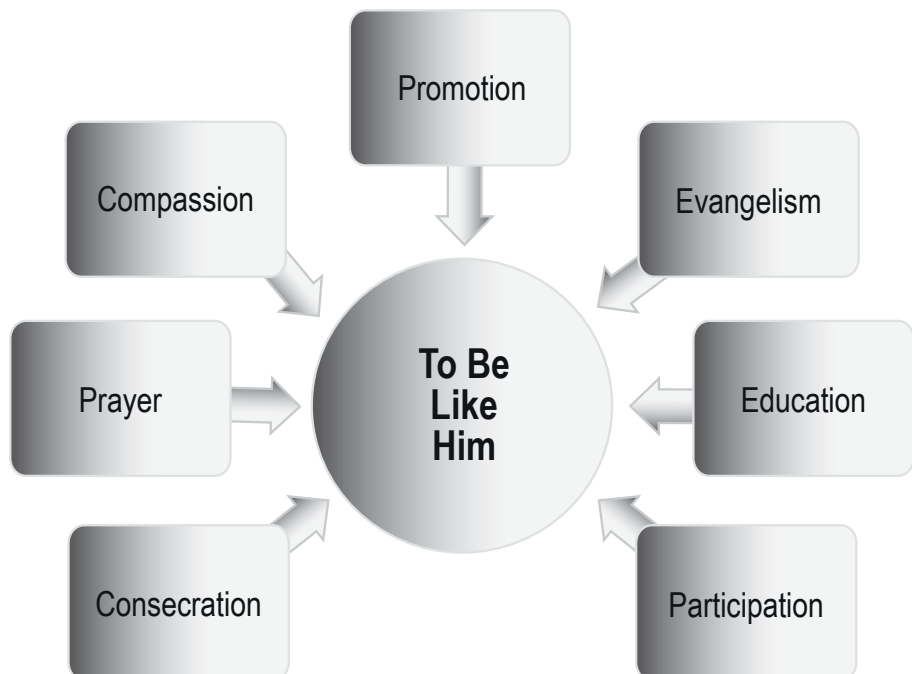 Promotion
Compassion
Evangelism
To Be
Like
Him
Prayer
Education
Consecration
Participation